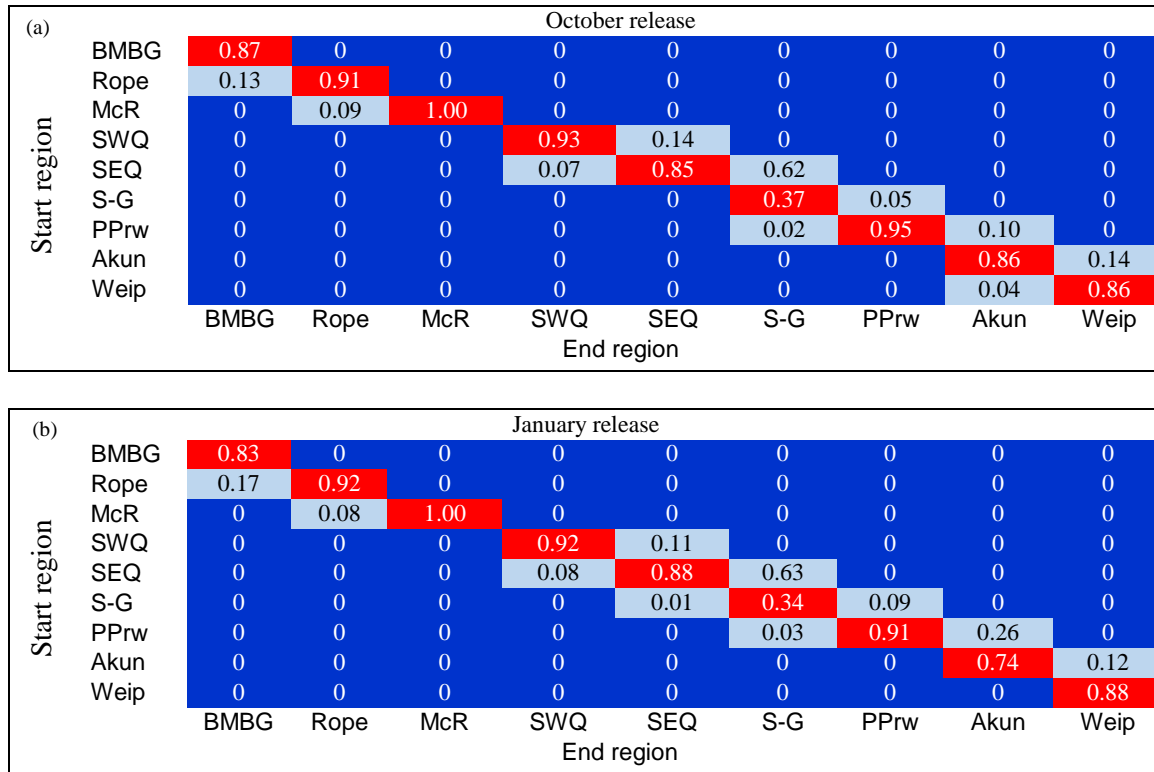 (a) October release
BMBG 0.87 0 0 0 0 0 0 0 0
Rope 0.13 0.91 0 0 0 0 0 0 0
McR 0 0.09 1.00 0 0 0 0 0 0
SWQ 0 0 0 0.93 0.14 0 0 0 0
SEQ 0 0 0 0.07 0.85 0.62 0 0 0
S-G 0 0 0 0 0 0.37 0.05 0 0
PPrw 0 0 0 0 0 0.02 0.95 0.10 0
Akun 0 0 0 0 0 0 0 0.86 0.14
Weip 0 0 0 0 0 0 0 0.04 0.86
BMBG Rope McR SWQ SEQ S-G PPrw Akun Weip
End region
Start region
(b) January release
BMBG 0.83 0 0 0 0 0 0 0 0
Rope 0.17 0.92 0 0 0 0 0 0 0
McR 0 0.08 1.00 0 0 0 0 0 0
SWQ 0 0 0 0.92 0.11 0 0 0 0
SEQ 0 0 0 0.08 0.88 0.63 0 0 0
S-G 0 0 0 0 0.01 0.34 0.09 0 0
PPrw 0 0 0 0 0 0.03 0.91 0.26 0
Akun 0 0 0 0 0 0 0 0.74 0.12
Weip 0 0 0 0 0 0 0 0 0.88
BMBG Rope McR SWQ SEQ S-G PPrw Akun Weip
End region
Start region